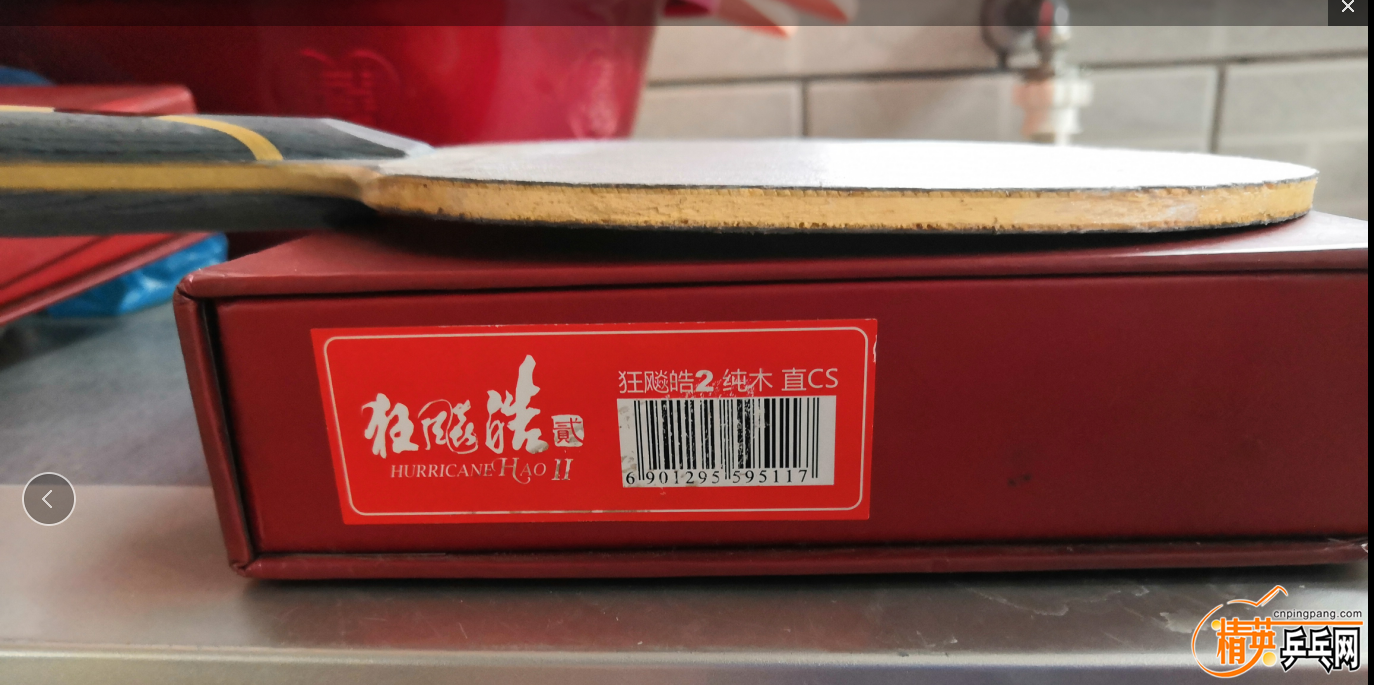 狂飚皓2 纯木 直CS
狂飚皓 贰
HURRICANE HAO II
6 901295 595117
cnpingpang.com
精英乒乓网